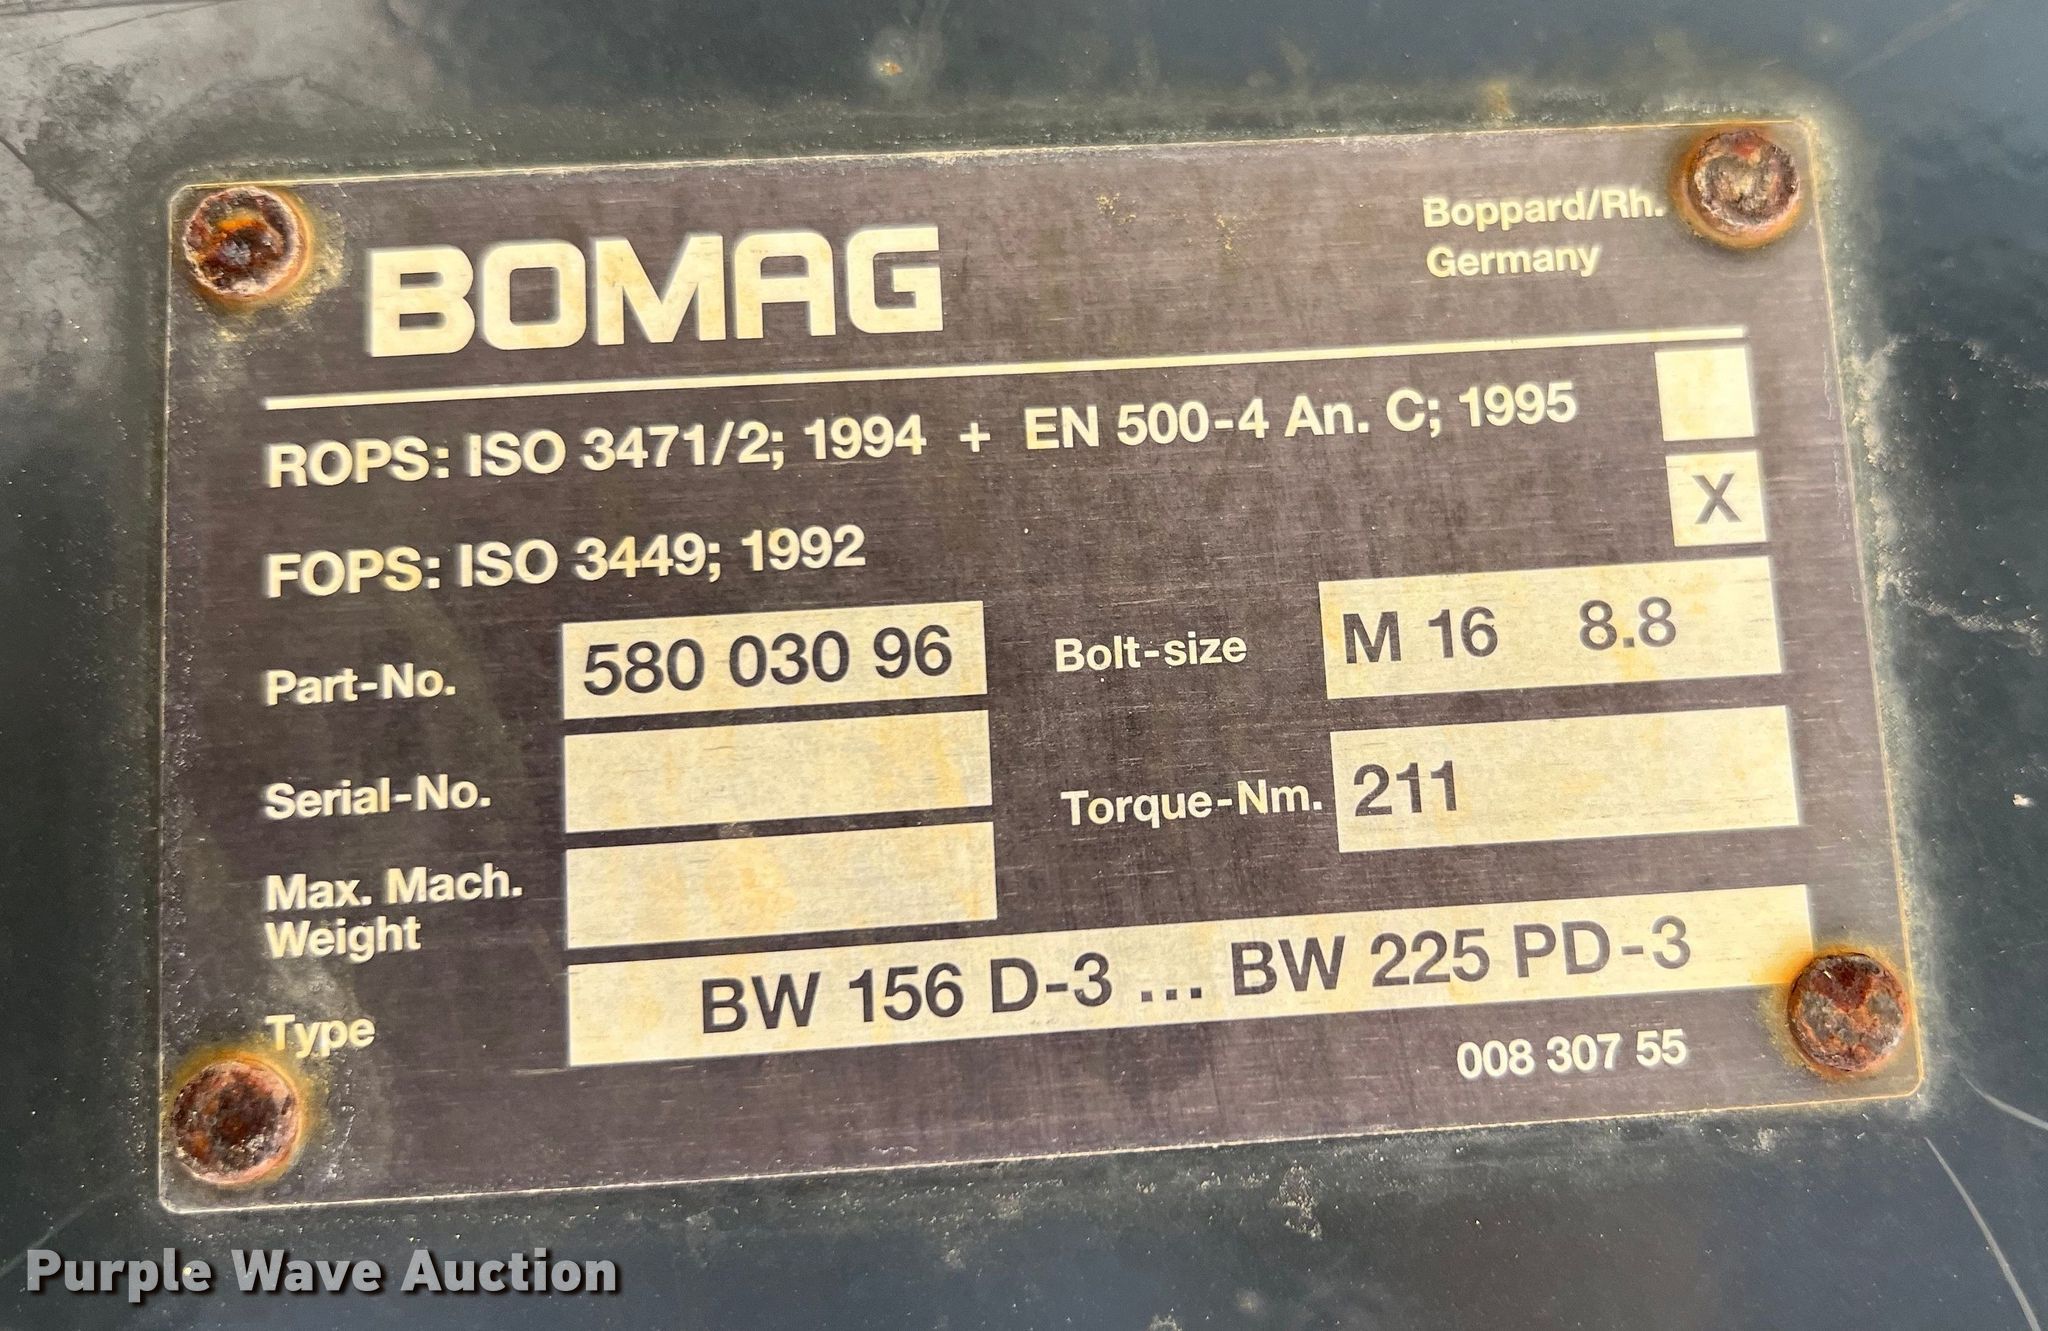 BOMAG
Boppard/Rh.
Germany
ROPS: ISO 3471/2; 1994 + EN 500-4 An. C; 1995
X
FOPS: ISO 3449; 1992
Part-No. 580 030 96 Bolt-size M 16 8.8
Serial-No.
Torque-Nm. 211
Max. Mach.
Weight
Type BW 156 D-3 ... BW 225 PD-3
008 307 55
Purple Wave Auction